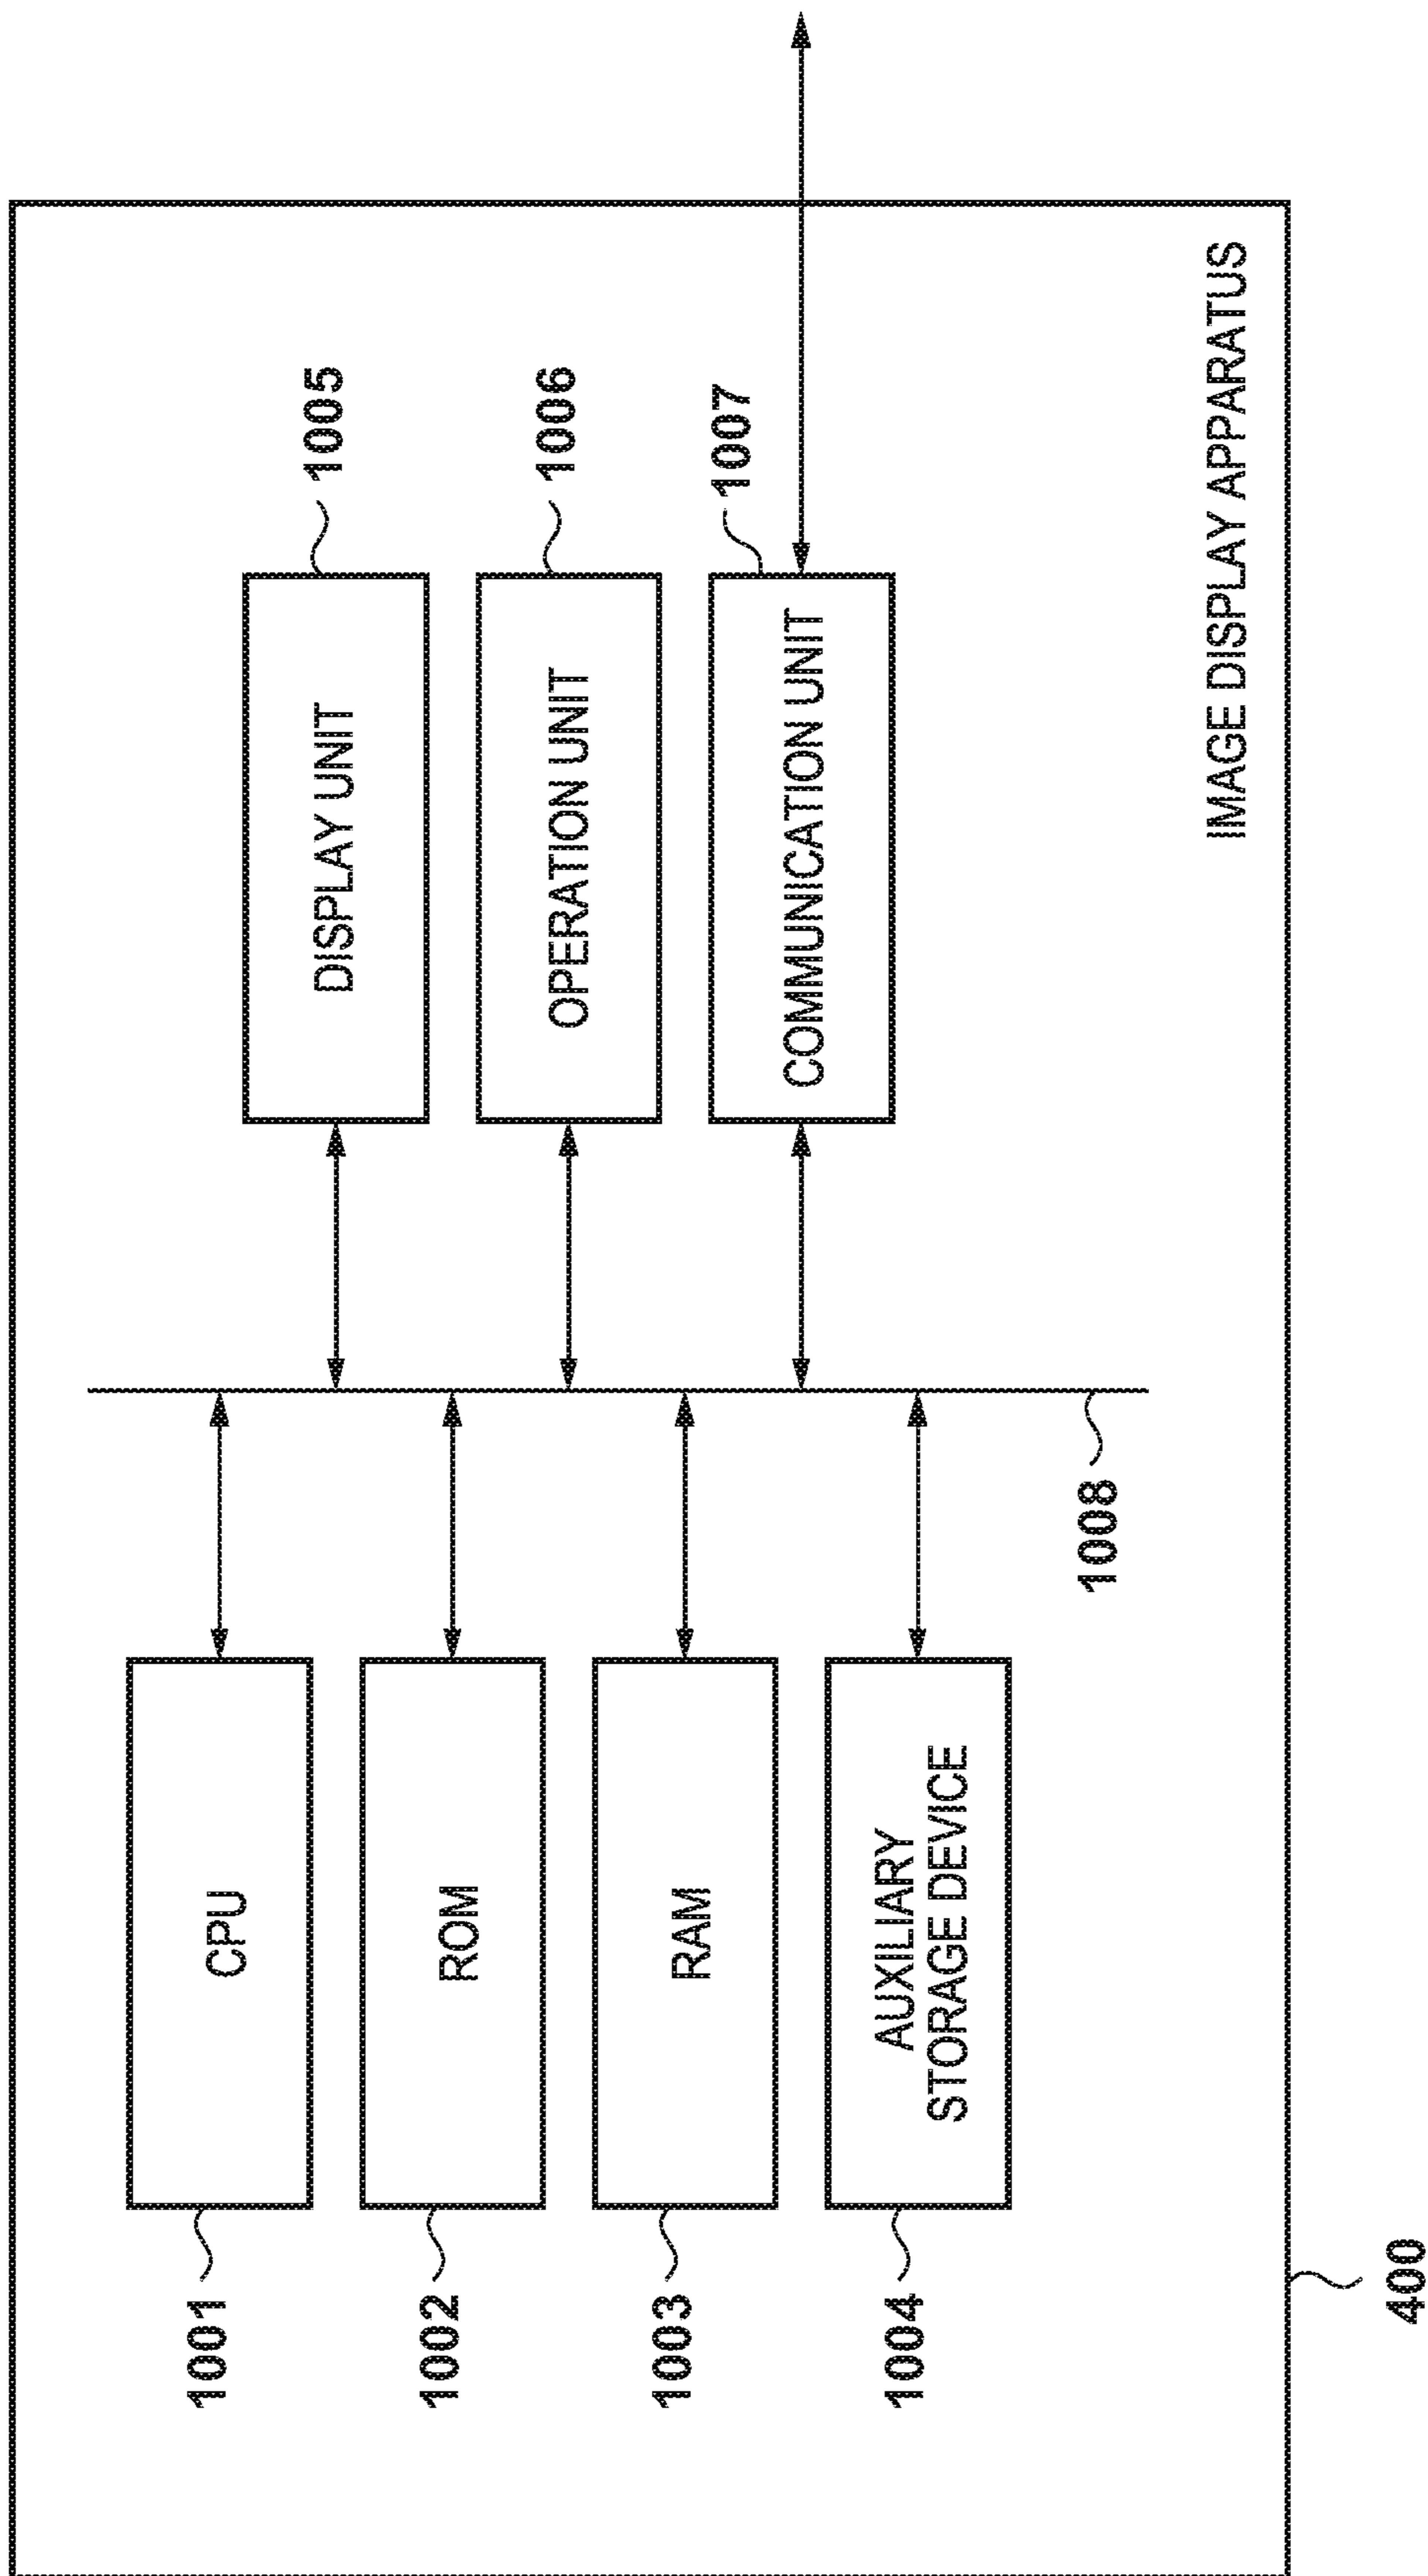 1001
CPU
1002
ROM
1003
RAM
1004
AUXILIARY
STORAGE DEVICE
1008
DISPLAY UNIT
1005
OPERATION UNIT
1006
COMMUNICATION UNIT
1007
IMAGE DISPLAY APPARATUS
400